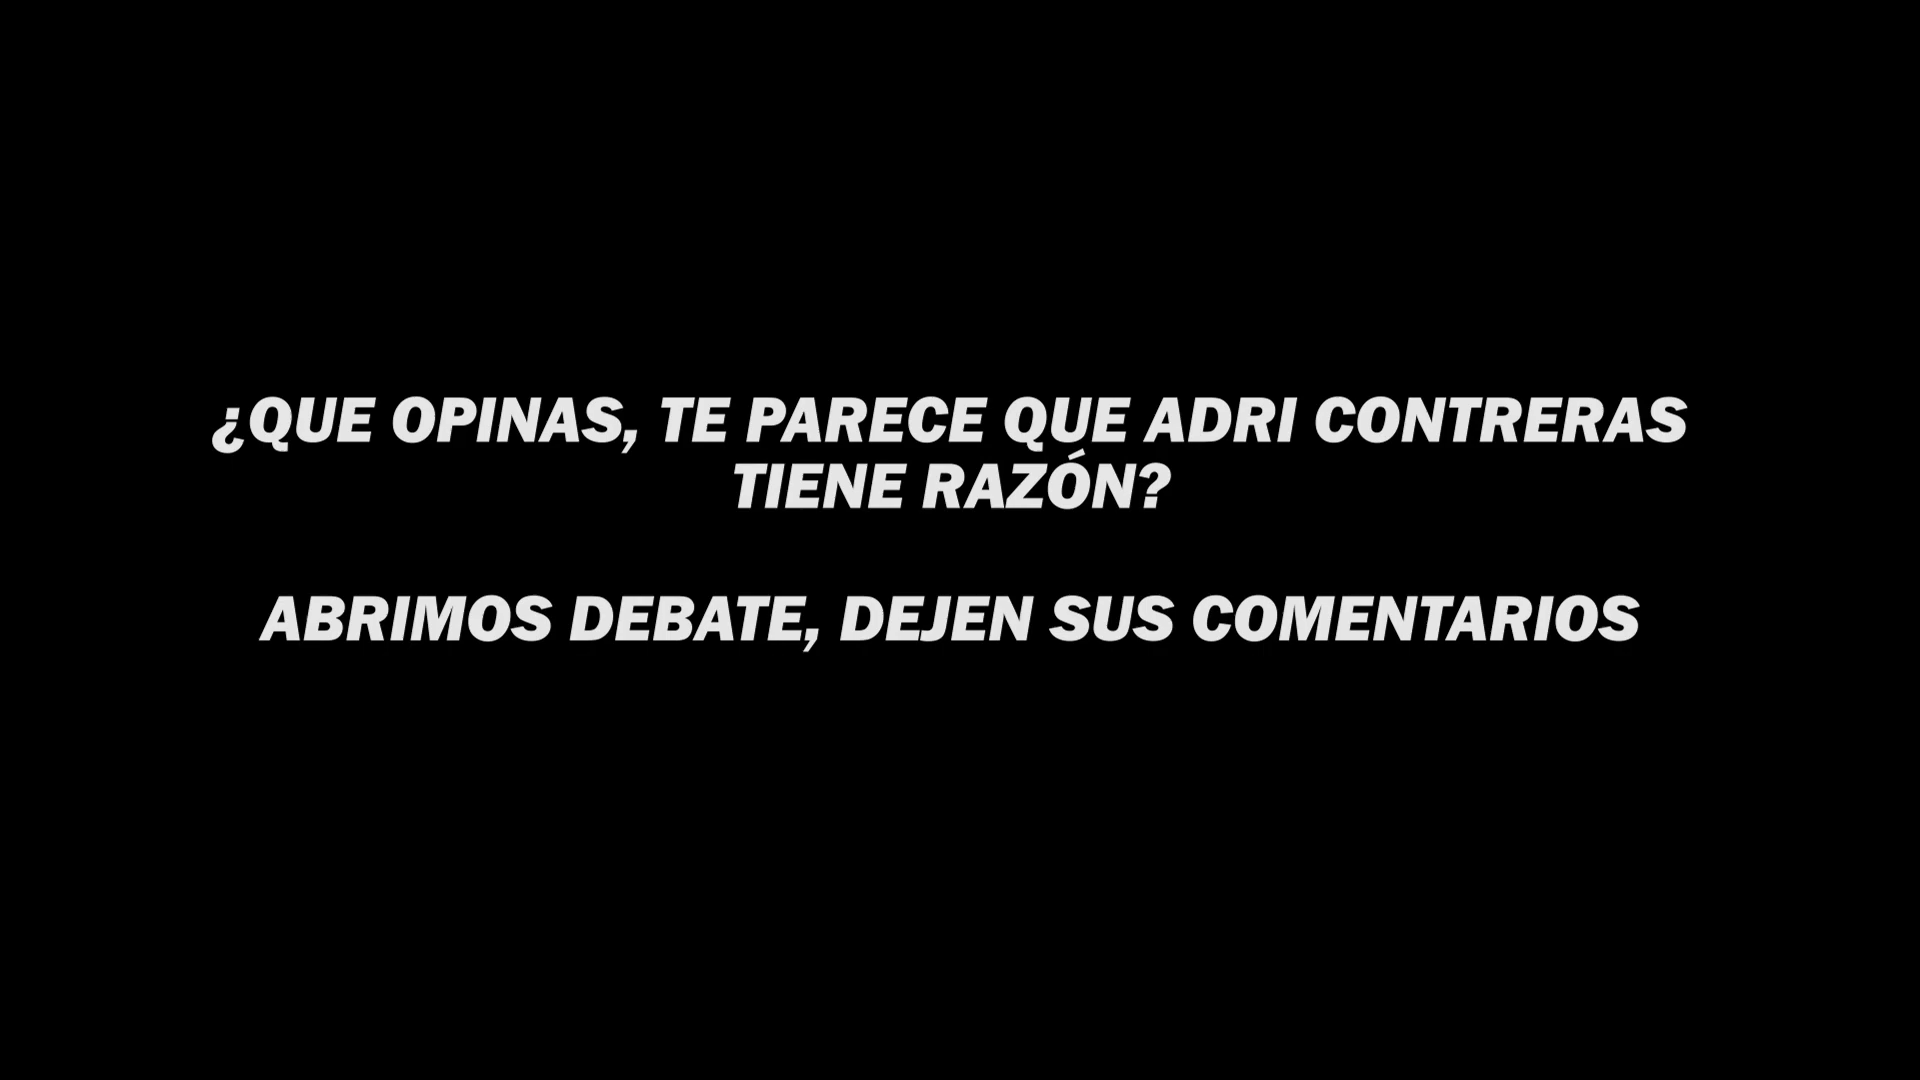 ¿QUE OPINAS, TE PARECE QUE ADRI CONTRERAS
TIENE RAZÓN?
ABRIMOS DEBATE, DEJEN SUS COMENTARIOS